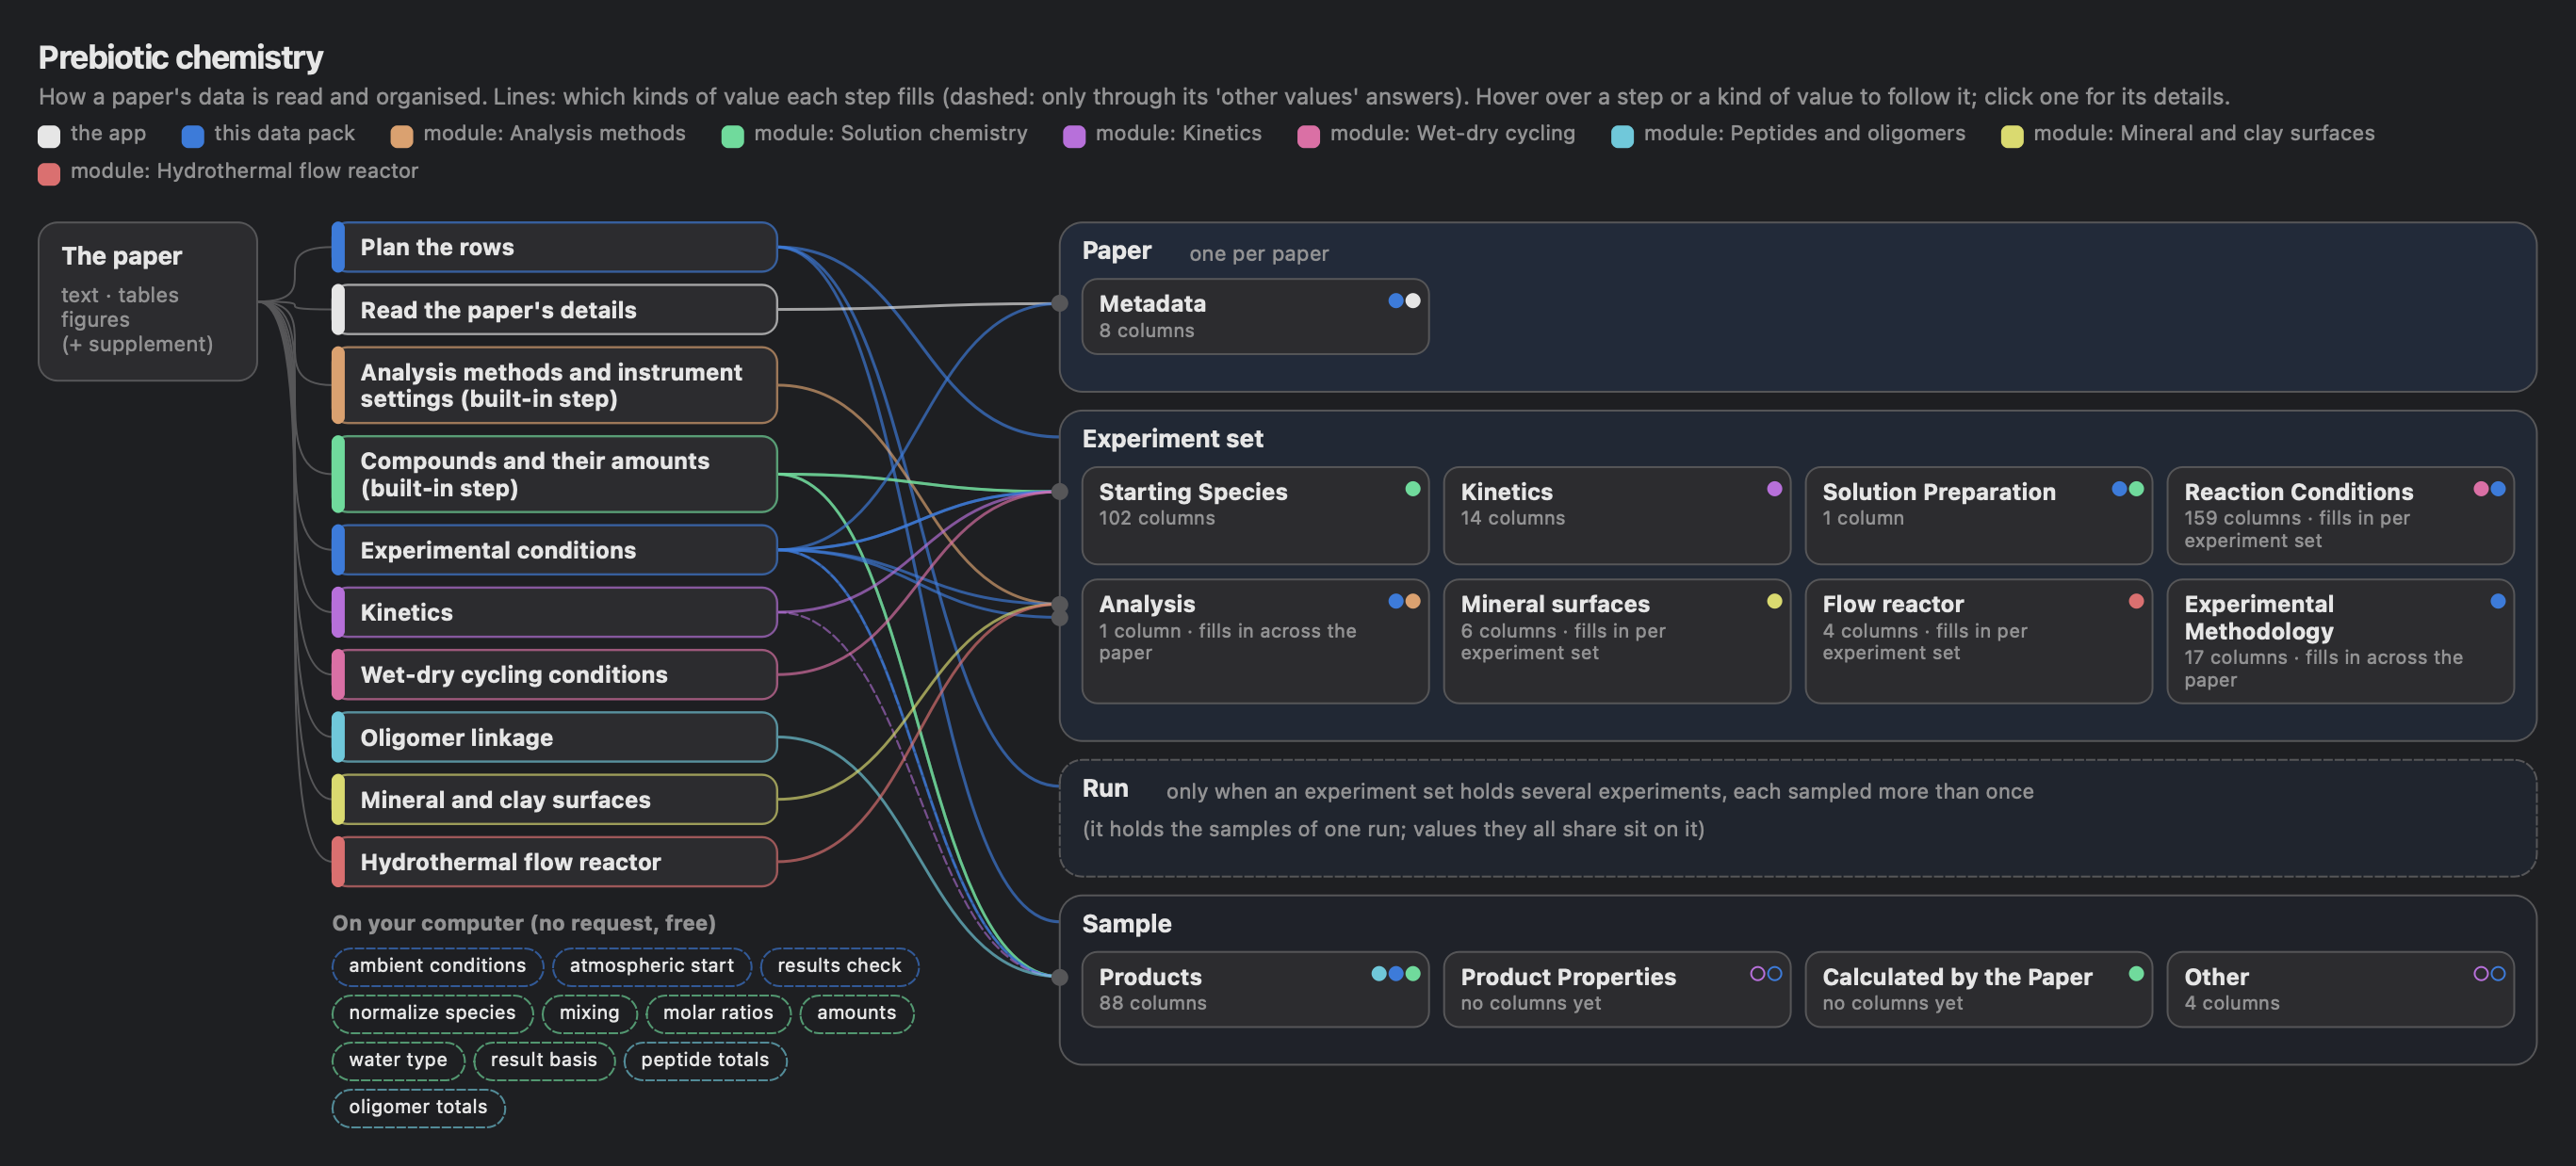 Prebiotic chemistry
How a paper's data is read and organised. Lines: which kinds of value each step fills (dashed: only through its 'other values' answers). Hover over a step or a kind of value to follow it; click one for its details.
the app
this data pack
module: Analysis methods
module: Solution chemistry
module: Kinetics
module: Wet-dry cycling
module: Peptides and oligomers
module: Mineral and clay surfaces
module: Hydrothermal flow reactor
The paper
text · tables
figures
(+ supplement)
Plan the rows
Read the paper's details
Analysis methods and instrument
settings (built-in step)
Compounds and their amounts
(built-in step)
Experimental conditions
Kinetics
Wet-dry cycling conditions
Oligomer linkage
Mineral and clay surfaces
Hydrothermal flow reactor
On your computer (no request, free)
ambient conditions
atmospheric start
results check
normalize species
mixing
molar ratios
amounts
water type
result basis
peptide totals
oligomer totals
Paper one per paper
Metadata
8 columns
Experiment set
Starting Species
102 columns
Kinetics
14 columns
Solution Preparation
1 column
Reaction Conditions
159 columns · fills in per
experiment set
Analysis
1 column · fills in across the
paper
Mineral surfaces
6 columns · fills in per
experiment set
Flow reactor
4 columns · fills in per
experiment set
Experimental
Methodology
17 columns · fills in across the
paper
Run only when an experiment set holds several experiments, each sampled more than once
(it holds the samples of one run; values they all share sit on it)
Sample
Products
88 columns
Product Properties
no columns yet
Calculated by the Paper
no columns yet
Other
4 columns